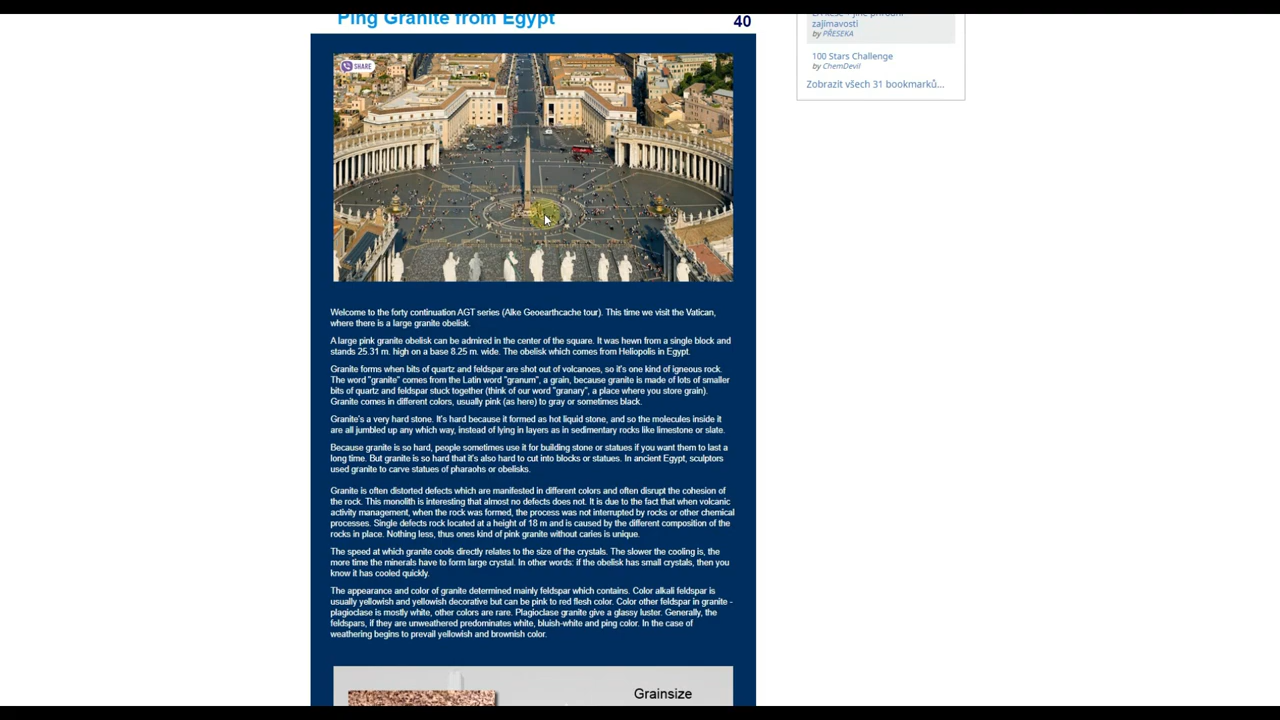 Ping Granite from Egypt
40
zajímavosti
by PŘESEKA
100 Stars Challenge
by ChemDevil
Zobrazit všech 31 bookmarků...
SHARE
Welcome to the forty continuation AGT series (Alke Geoearthcache tour). This time we visit the Vatican,
where there is a large granite obelisk.
A large pink granite obelisk can be admired in the center of the square. It was hewn from a single block and
stands 25.31 m. high on a base 8.25 m. wide. The obelisk which comes from Heliopolis in Egypt.
Granite forms when bits of quartz and feldspar are shot out of volcanoes, so it's one kind of igneous rock.
The word "granite" comes from the Latin word "granum", a grain, because granite is made of lots of smaller
bits of quartz and feldspar stuck together (think of our word "granary", a place where you store grain).
Granite comes in different colors, usually pink (as here) to gray or sometimes black.
Granite's a very hard stone. It's hard because it formed as hot liquid stone, and so the molecules inside it
are all jumbled up any which way, instead of lying in layers as in sedimentary rocks like limestone or slate.
Because granite is so hard, people sometimes use it for building stone or statues if you want them to last a
long time. But granite is so hard that it's also hard to cut into blocks or statues. In ancient Egypt, sculptors
used granite to carve statues of pharaohs or obelisks.
Granite is often distorted defects which are manifested in different colors and often disrupt the cohesion of
the rock. This monolith is interesting that almost no defects does not. It is due to the fact that when volcanic
activity management, when the rock was formed, the process was not interrupted by rocks or other chemical
processes. Single defects rock located at a height of 18 m and is caused by the different composition of the
rocks in place. Nothing less, thus ones kind of pink granite without caries is unique.
The speed at which granite cools directly relates to the size of the crystals. The slower the cooling is, the
more time the minerals have to form large crystal. In other words: if the obelisk has small crystals, then you
know it has cooled quickly.
The appearance and color of granite determined mainly feldspar which contains. Color alkali feldspar is
usually yellowish and yellowish decorative but can be pink to red flesh color. Color other feldspar in granite -
plagioclase is mostly white, other colors are rare. Plagioclase granite give a glassy luster. Generally, the
feldspars, if they are unweathered predominates white, bluish-white and ping color. In the case of
weathering begins to prevail yellowish and brownish color.
Grainsize